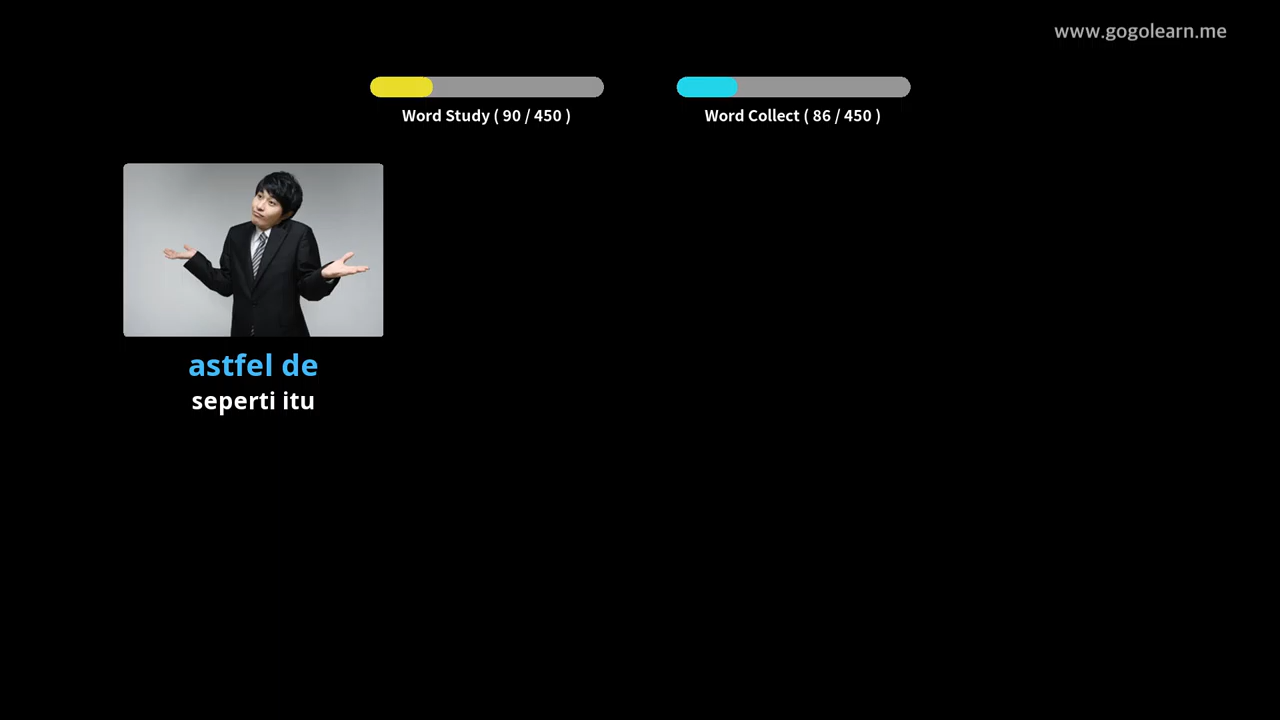 www.gogolearn.me
Word Study ( 90 / 450 )
Word Collect ( 86 / 450 )
astfel de
seperti itu